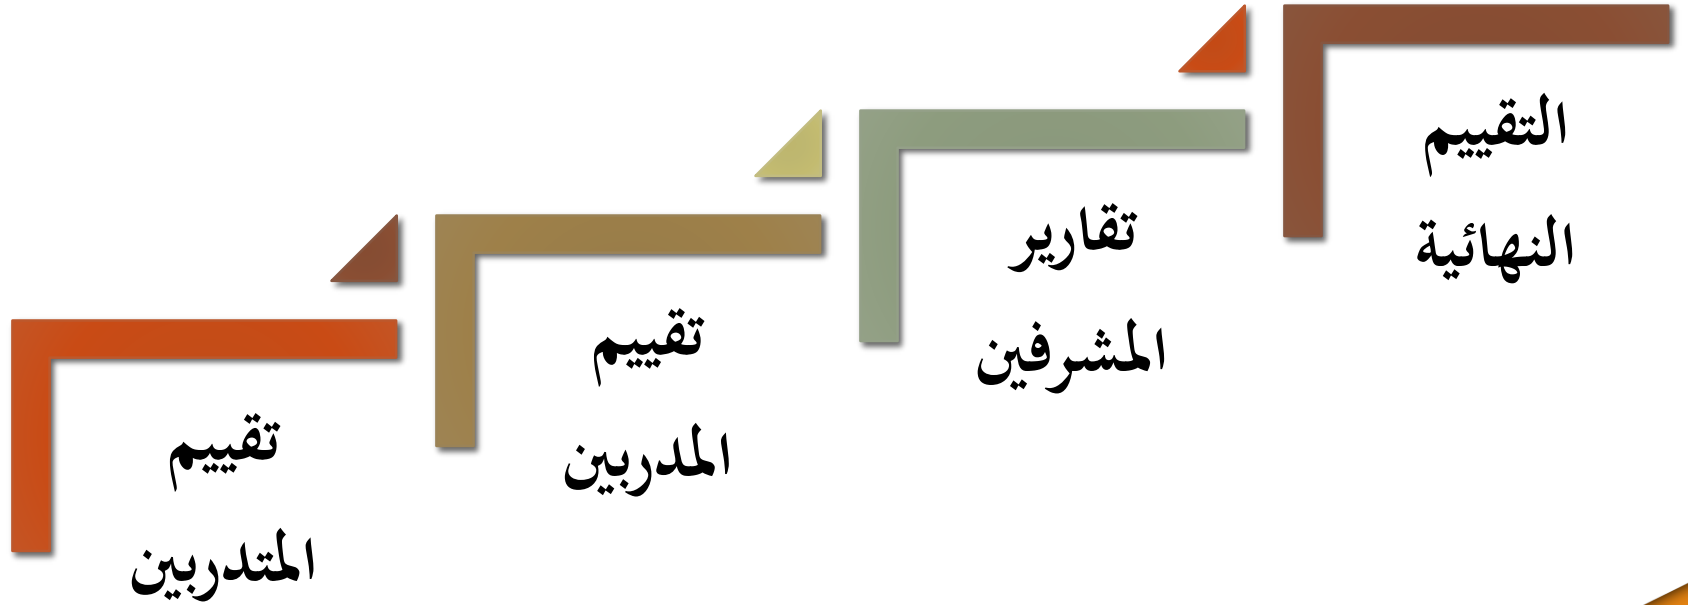 تقييم
المتدربين
تقييم
المدربين
تقارير
المشرفين
التقييم
النهائية